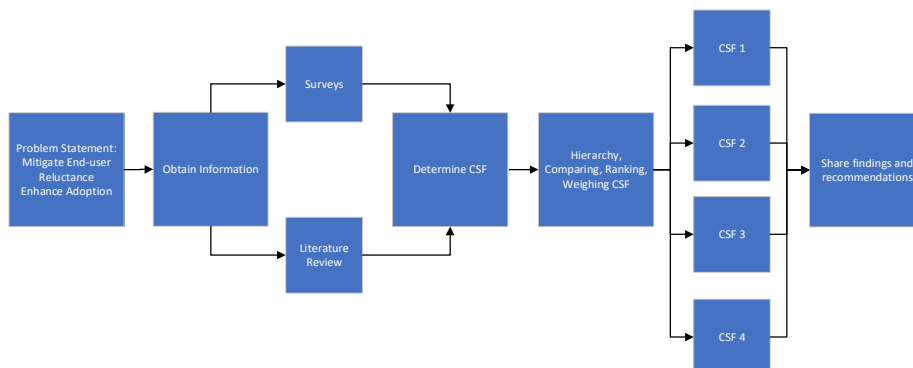 Problem Statement:
Mitigate End-user
Reluctance
Enhance Adoption
Obtain Information
Surveys
Literature
Review
Determine CSF
Hierarchy,
Comparing, Ranking,
Weighing CSF
CSF 1
CSF 2
CSF 3
CSF 4
Share findings and
recommendations